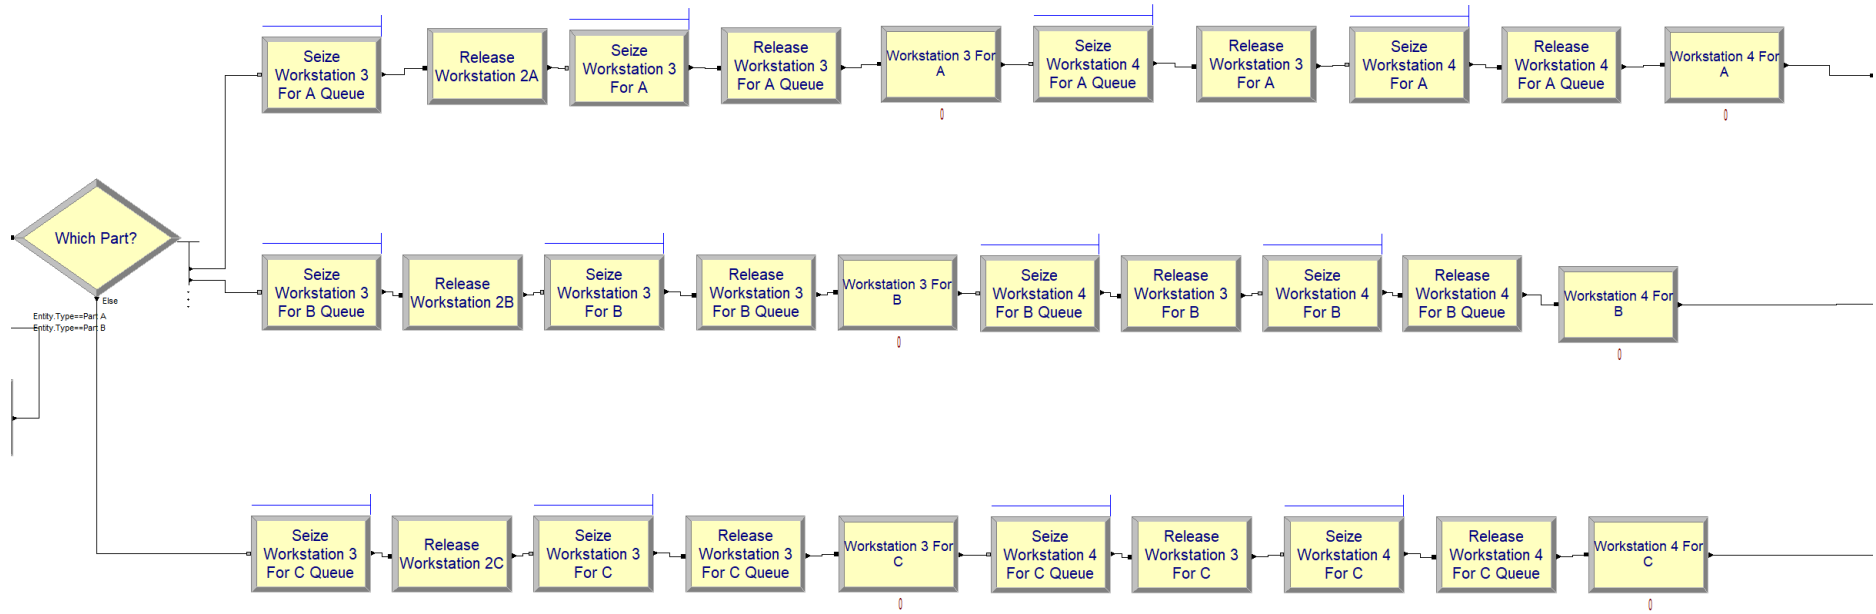 Seize
Workstation 3
For A Queue
Release
Workstation 2A
Seize
Workstation 3
For A
Release
Workstation 3
For A Queue
Workstation 3 For
A
0
Seize
Workstation 4
For A Queue
Release
Workstation 3
For A
Seize
Workstation 4
For A
Release
Workstation 4
For A Queue
Workstation 4 For
A
0
Which Part?
Else
Entity.Type==Part A
Entity.Type==Part B
Seize
Workstation 3
For B Queue
Release
Workstation 2B
Seize
Workstation 3
For B
Release
Workstation 3
For B Queue
Workstation 3 For
B
0
Seize
Workstation 4
For B Queue
Release
Workstation 3
For B
Seize
Workstation 4
For B
Release
Workstation 4
For B Queue
Workstation 4 For
B
0
Seize
Workstation 3
For C Queue
Release
Workstation 2C
Seize
Workstation 3
For C
Release
Workstation 3
For C Queue
Workstation 3 For
C
0
Seize
Workstation 4
For C Queue
Release
Workstation 3
For C
Seize
Workstation 4
For C
Release
Workstation 4
For C Queue
Workstation 4 For
C
0